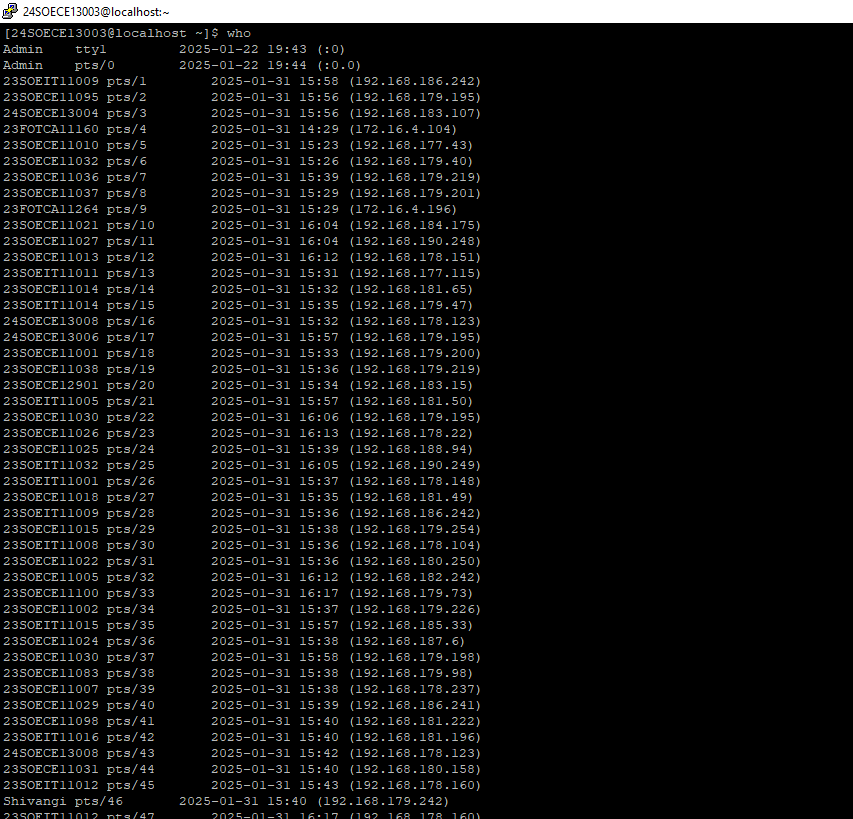 24SOECE13003@localhost:~
[24SOECE13003@localhost ~]$ who
Admin    tty1         2025-01-22 19:43 (:0)
Admin    pts/0        2025-01-22 19:44 (:0.0)
23SOEIT11009 pts/1        2025-01-31 15:58 (192.168.186.242)
23SOECE11095 pts/2        2025-01-31 15:56 (192.168.179.195)
24SOECE13004 pts/3        2025-01-31 15:56 (192.168.183.107)
23FOTCA11160 pts/4        2025-01-31 14:29 (172.16.4.104)
23SOECE11010 pts/5        2025-01-31 15:23 (192.168.177.43)
23SOECE11032 pts/6        2025-01-31 15:26 (192.168.179.40)
23SOECE11036 pts/7        2025-01-31 15:39 (192.168.179.219)
23SOECE11037 pts/8        2025-01-31 15:29 (192.168.179.201)
23FOTCA11264 pts/9        2025-01-31 15:29 (172.16.4.196)
23SOECE11021 pts/10       2025-01-31 16:04 (192.168.184.175)
23SOECE11027 pts/11       2025-01-31 16:04 (192.168.190.248)
23SOECE11013 pts/12       2025-01-31 16:12 (192.168.178.151)
23SOEIT11011 pts/13       2025-01-31 15:31 (192.168.177.115)
23SOECE11014 pts/14       2025-01-31 15:32 (192.168.181.65)
23SOEIT11014 pts/15       2025-01-31 15:35 (192.168.179.47)
24SOECE13008 pts/16       2025-01-31 15:32 (192.168.178.123)
24SOECE13006 pts/17       2025-01-31 15:57 (192.168.179.195)
23SOECE11001 pts/18       2025-01-31 15:33 (192.168.179.200)
23SOECE11038 pts/19       2025-01-31 15:36 (192.168.179.219)
23SOECE12901 pts/20       2025-01-31 15:34 (192.168.183.15)
23SOEIT11005 pts/21       2025-01-31 15:57 (192.168.181.50)
23SOECE11030 pts/22       2025-01-31 16:06 (192.168.179.195)
23SOECE11026 pts/23       2025-01-31 16:13 (192.168.178.22)
23SOECE11025 pts/24       2025-01-31 15:39 (192.168.188.94)
23SOEIT11032 pts/25       2025-01-31 16:05 (192.168.190.249)
23SOEIT11001 pts/26       2025-01-31 15:37 (192.168.178.148)
23SOECE11018 pts/27       2025-01-31 15:35 (192.168.181.49)
23SOEIT11009 pts/28       2025-01-31 15:36 (192.168.186.242)
23SOECE11015 pts/29       2025-01-31 15:38 (192.168.179.254)
23SOEIT11008 pts/30       2025-01-31 15:36 (192.168.178.104)
23SOECE11022 pts/31       2025-01-31 15:36 (192.168.180.250)
23SOECE11005 pts/32       2025-01-31 16:12 (192.168.182.242)
23SOECE11100 pts/33       2025-01-31 16:17 (192.168.179.73)
23SOECE11002 pts/34       2025-01-31 15:37 (192.168.179.226)
23SOEIT11015 pts/35       2025-01-31 15:57 (192.168.185.33)
23SOECE11024 pts/36       2025-01-31 15:38 (192.168.187.6)
23SOECE11030 pts/37       2025-01-31 15:58 (192.168.179.198)
23SOECE11083 pts/38       2025-01-31 15:38 (192.168.179.98)
23SOECE11007 pts/39       2025-01-31 15:38 (192.168.178.237)
23SOECE11029 pts/40       2025-01-31 15:39 (192.168.186.241)
23SOECE11098 pts/41       2025-01-31 15:40 (192.168.181.222)
23SOEIT11016 pts/42       2025-01-31 15:40 (192.168.181.196)
24SOECE13008 pts/43       2025-01-31 15:42 (192.168.178.123)
23SOECE11031 pts/44       2025-01-31 15:40 (192.168.180.158)
23SOEIT11012 pts/45       2025-01-31 15:43 (192.168.178.160)
Shivangi pts/46       2025-01-31 15:40 (192.168.179.242)
23SOEIT11012 pts/47       2025-01-31 16:17 (192.168.178.160)